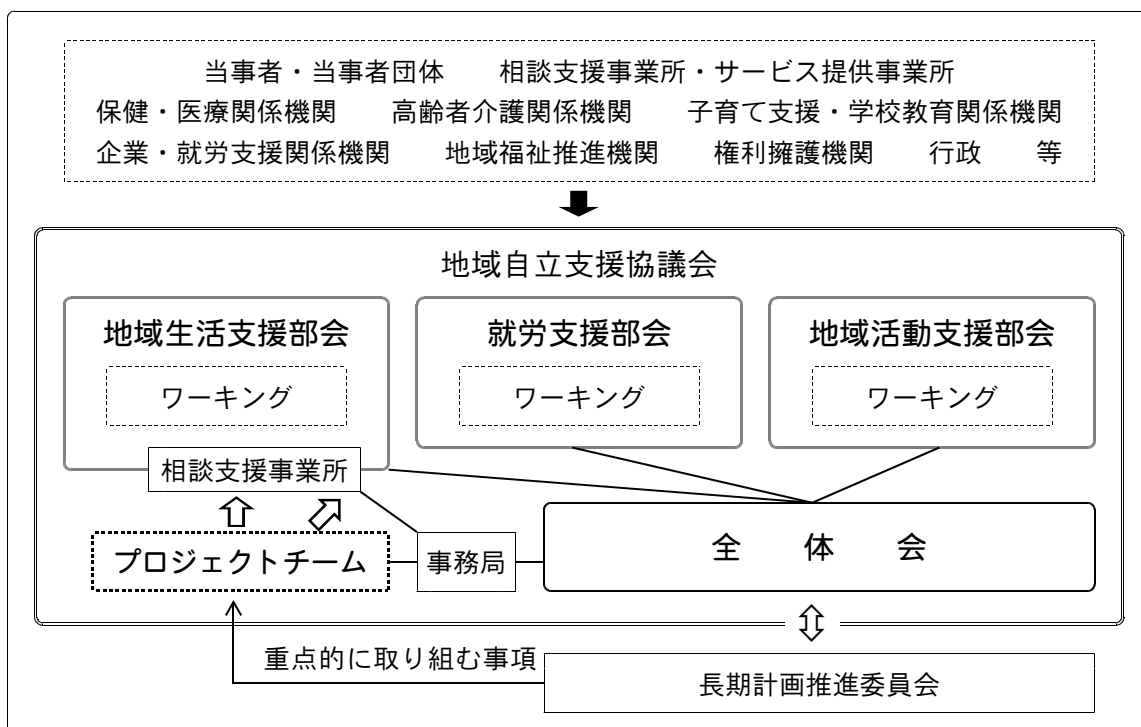 当事者・当事者団体　　相談支援事業所・サービス提供事業所
保健・医療関係機関　　高齢者介護関係機関　　子育て支援・学校教育関係機関
企業・就労支援関係機関　　地域福祉推進機関　　権利擁護機関　　行政　　等
地域自立支援協議会
地域生活支援部会
ワーキング
就労支援部会
ワーキング
地域活動支援部会
ワーキング
相談支援事業所
プロジェクトチーム
事務局
全　体　会
重点的に取り組む事項
長期計画推進委員会